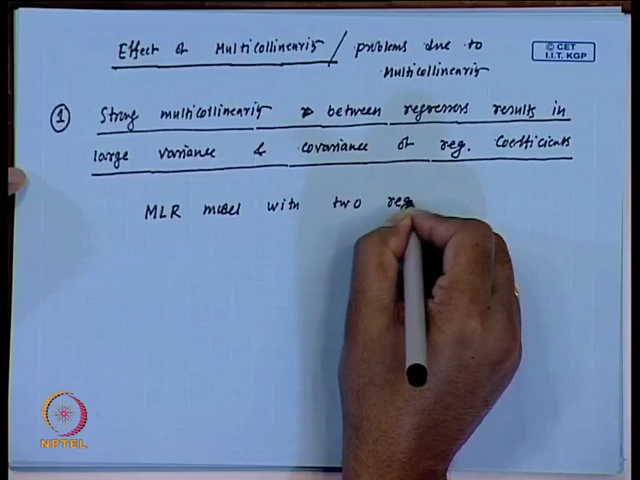 Effect of Multicollinearity / problems due to
Multicollinearity
© CET
I.I.T. KGP
1 Strong multicollinearity between regressors results in
large variance & covariance of reg. coefficients
MLR model with two reg
NPTEL